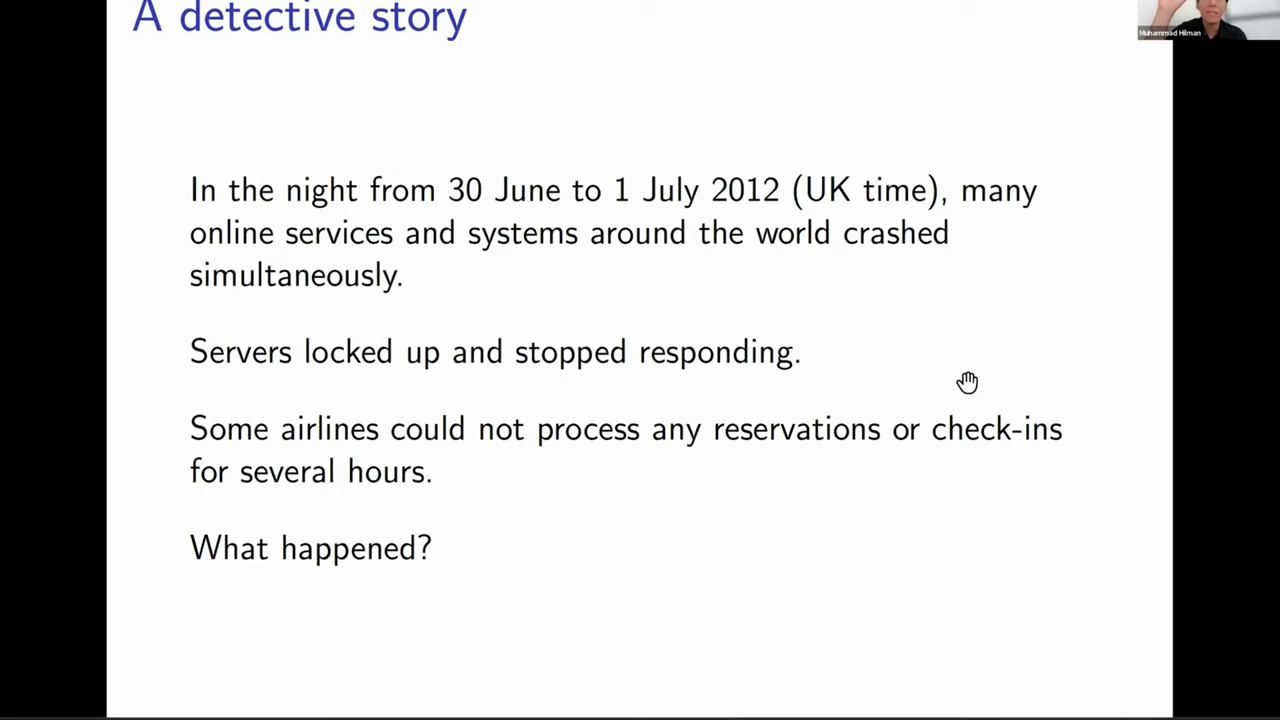 A detective story
Muhammad Hilman
In the night from 30 June to 1 July 2012 (UK time), many
online services and systems around the world crashed
simultaneously.
Servers locked up and stopped responding.
Some airlines could not process any reservations or check-ins
for several hours.
What happened?